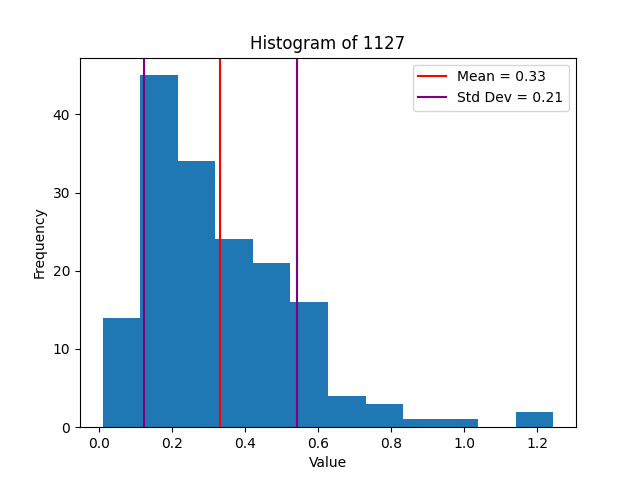 Histogram of 1127
Mean = 0.33
Std Dev = 0.21
Frequency
40
30
20
10
0
0.0 0.2 0.4 0.6 0.8 1.0 1.2
Value